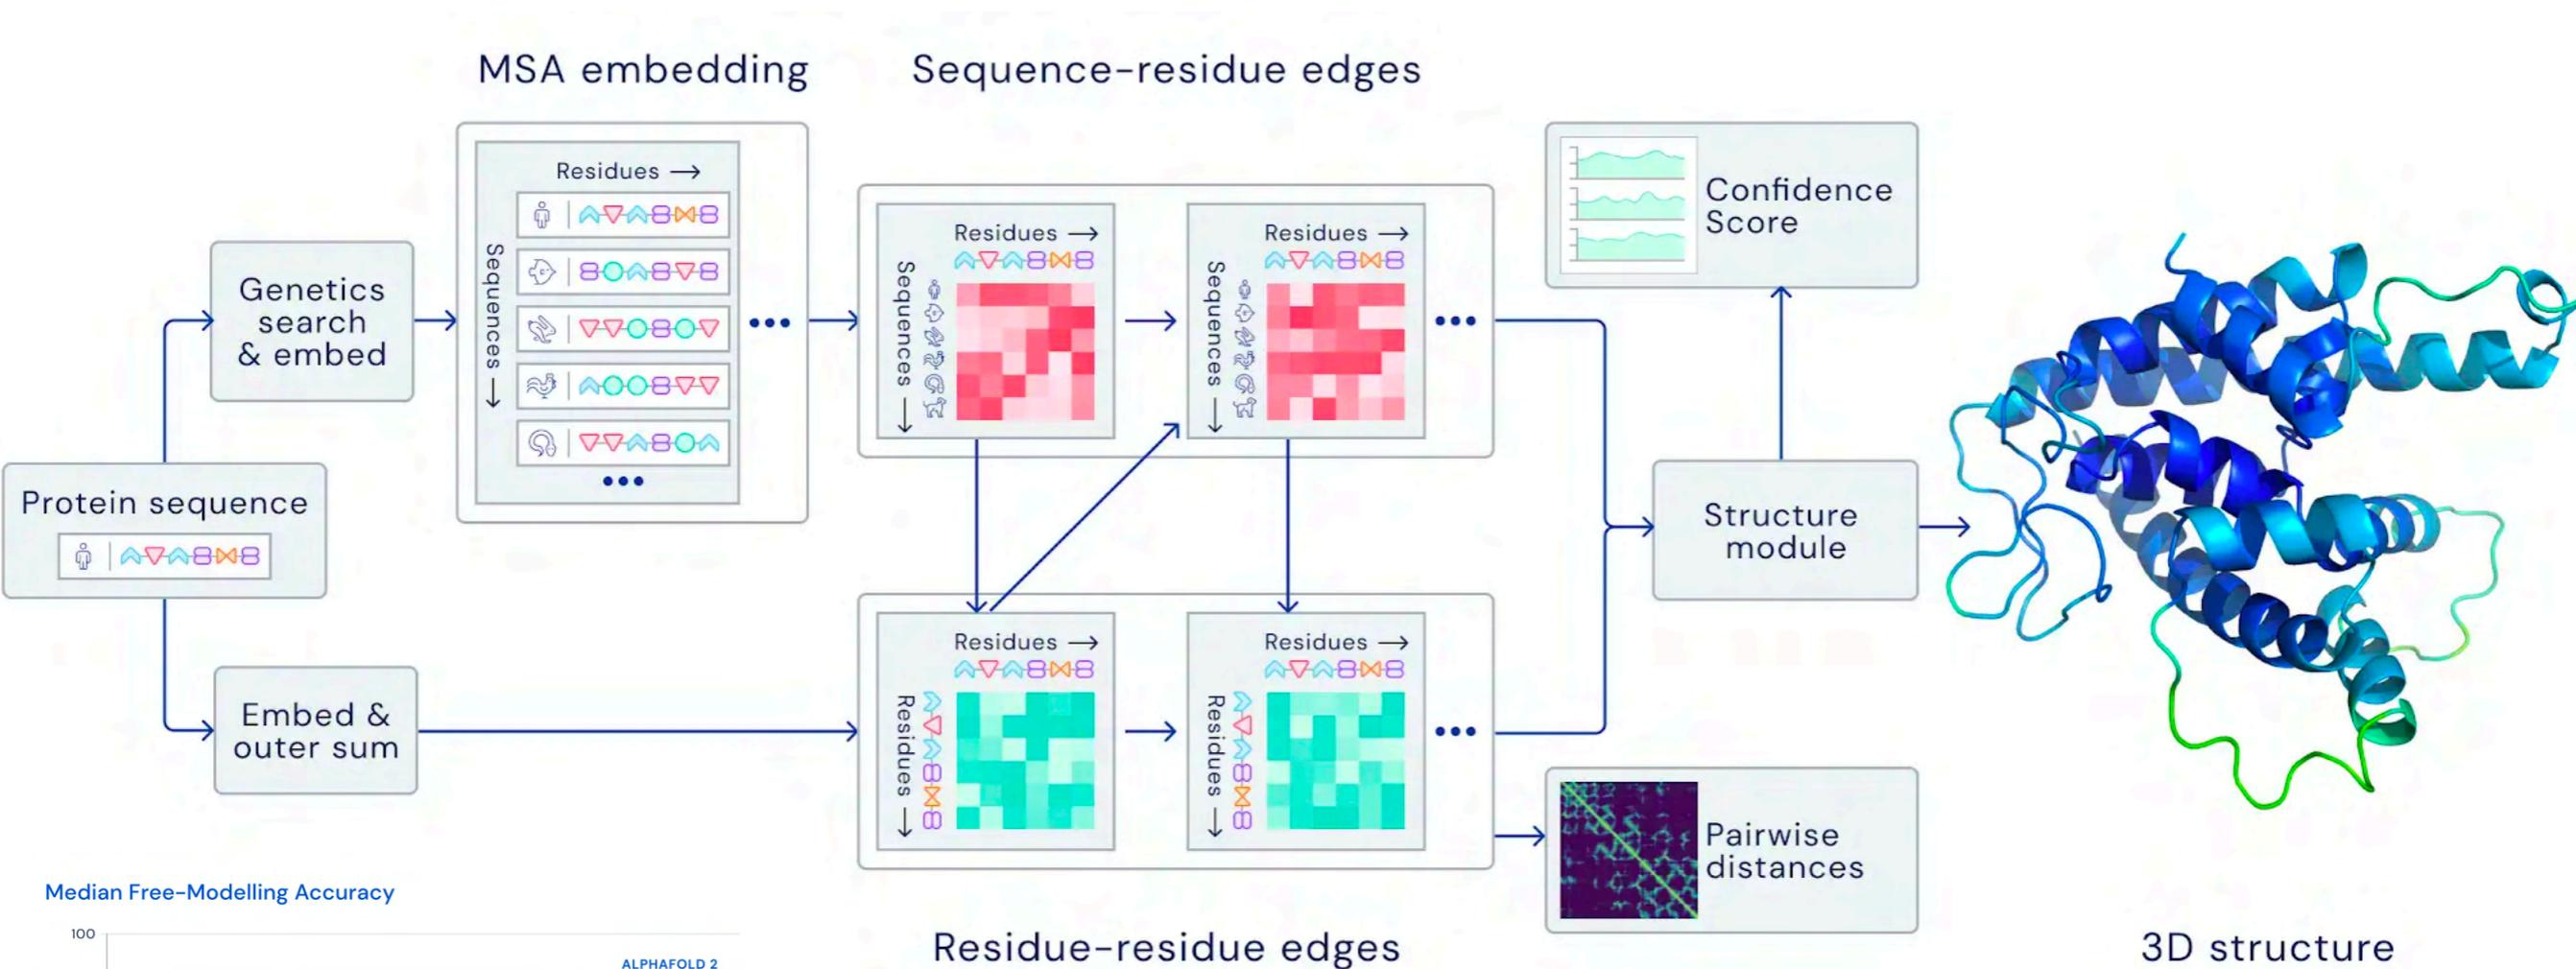 MSA embedding
Sequence-residue edges
Residues
Sequences
Genetics
search
& embed
Residues
Sequences
Residues
Sequences
Confidence
Score
Protein sequence
Structure
module
Embed &
outer sum
Residues
Residues
Residues
Residues
Pairwise
distances
Residue-residue edges
3D structure
Median Free-Modelling Accuracy
100
ALPHAFOLD 2